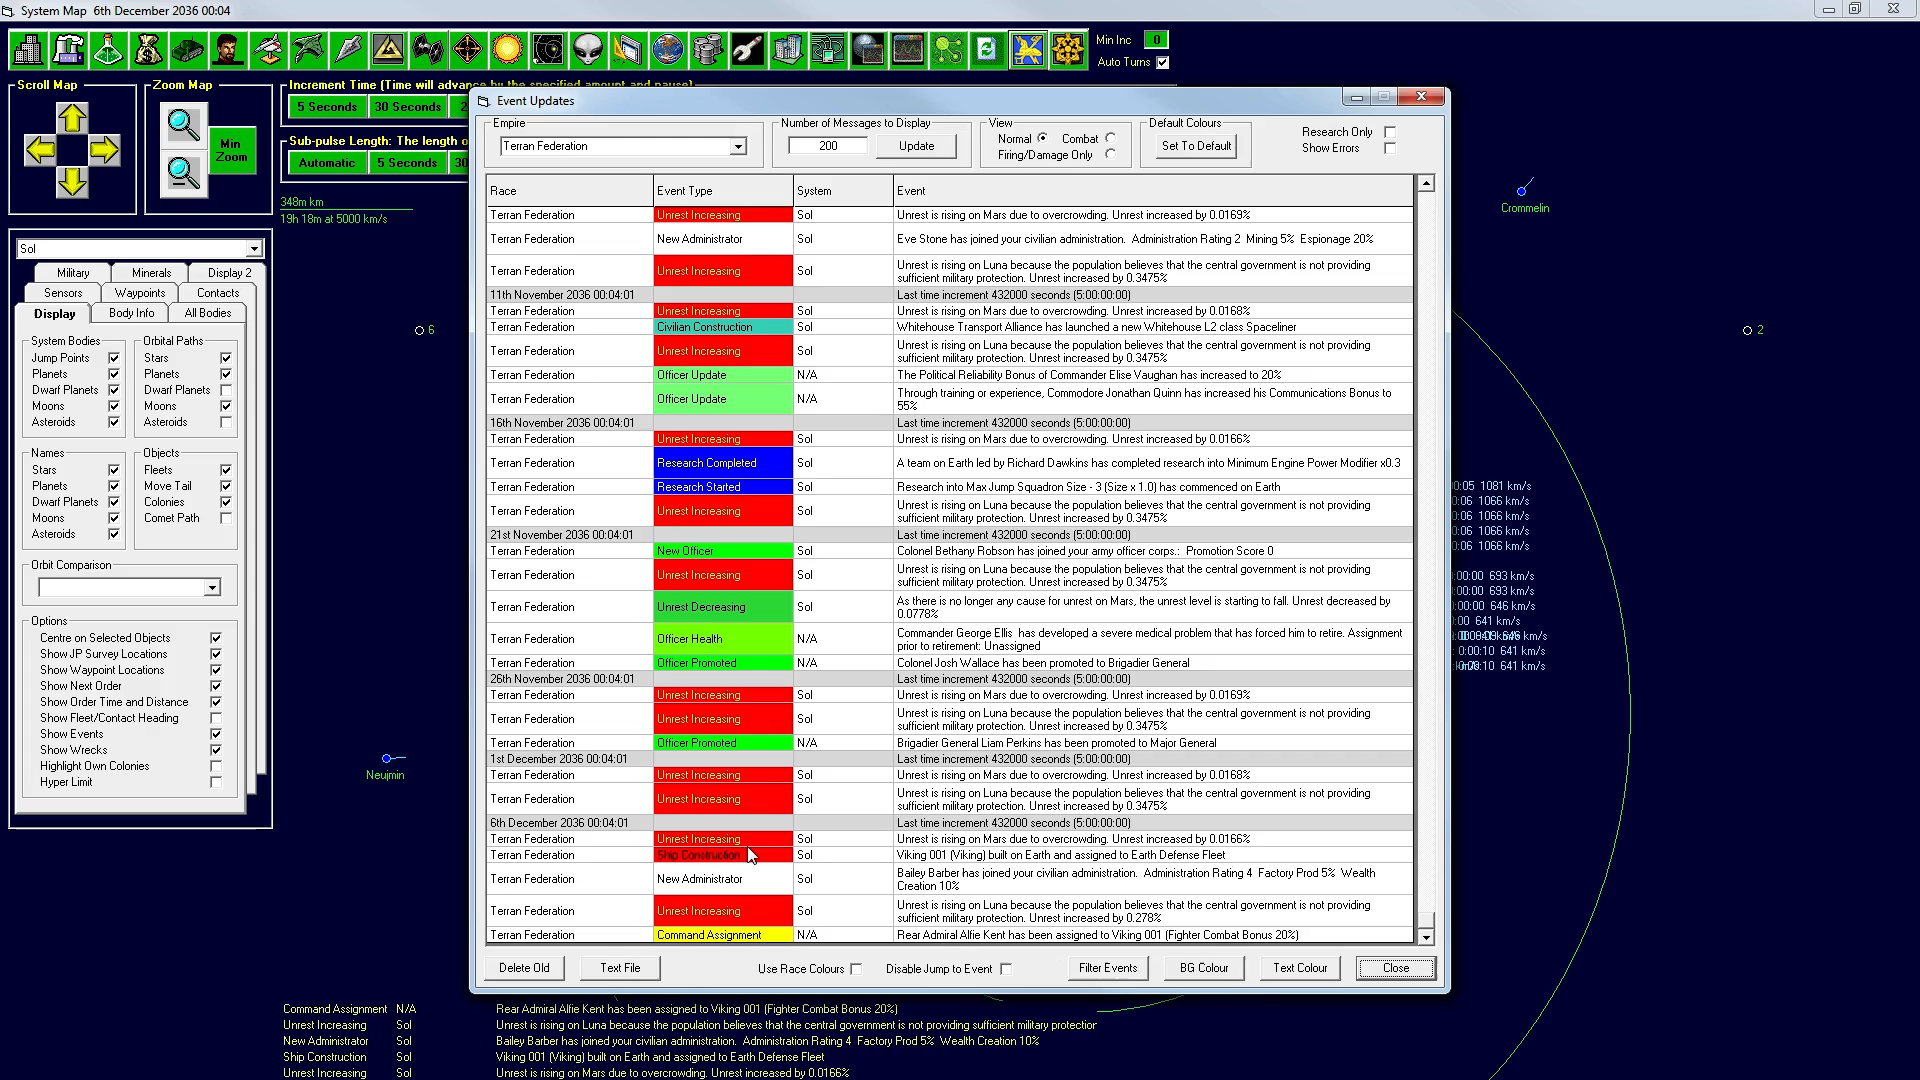 System Map  6th December 2036 00:04
Min Inc 0
Auto Turns
Scroll Map
Zoom Map
Min Zoom
Increment Time (Time will advance by the specified amount and pause)
5 Seconds 30 Seconds 2
Sub-pulse Length: The length o
Automatic 5 Seconds 30
348m km
19h 18m at 5000 km/s
Sol
Military Minerals Display 2
Sensors Waypoints Contacts
Display Body Info All Bodies
System Bodies
Jump Points
Planets
Dwarf Planets
Moons
Asteroids
Orbital Paths
Stars
Planets
Dwarf Planets
Moons
Asteroids
Names
Stars
Planets
Dwarf Planets
Moons
Asteroids
Objects
Fleets
Move Tail
Colonies
Comet Path
Orbit Comparison
Options
Centre on Selected Objects
Show JP Survey Locations
Show Waypoint Locations
Show Next Order
Show Order Time and Distance
Show Fleet/Contact Heading
Show Events
Show Wrecks
Highlight Own Colonies
Hyper Limit
6
Neujmin
Crommelin
2
Event Updates
Empire
Terran Federation
Number of Messages to Display
200 Update
View
Normal Combat
Firing/Damage Only
Default Colours
Set To Default
Research Only
Show Errors
Race Event Type System Event
Terran Federation Unrest Increasing Sol Unrest is rising on Mars due to overcrowding. Unrest increased by 0.0169%
Terran Federation New Administrator Sol Eve Stone has joined your civilian administration.  Administration Rating 2  Mining 5%  Espionage 20%
Terran Federation Unrest Increasing Sol Unrest is rising on Luna because the population believes that the central government is not providing
sufficient military protection. Unrest increased by 0.3475%
11th November 2036 00:04:01 Last time increment 432000 seconds (5:00:00:00)
Terran Federation Unrest Increasing Sol Unrest is rising on Mars due to overcrowding. Unrest increased by 0.0168%
Terran Federation Civilian Construction Sol Whitehouse Transport Alliance has launched a new Whitehouse L2 class Spaceliner
Terran Federation Unrest Increasing Sol Unrest is rising on Luna because the population believes that the central government is not providing
sufficient military protection. Unrest increased by 0.3475%
Terran Federation Officer Update N/A The Political Reliability Bonus of Commander Elise Vaughan has increased to 20%
Terran Federation Officer Update N/A Through training or experience, Commodore Jonathan Quinn has increased his Communications Bonus to
55%
16th November 2036 00:04:01 Last time increment 432000 seconds (5:00:00:00)
Terran Federation Unrest Increasing Sol Unrest is rising on Mars due to overcrowding. Unrest increased by 0.0166%
Terran Federation Research Completed Sol A team on Earth led by Richard Dawkins has completed research into Minimum Engine Power Modifier x0.3
Terran Federation Research Started Sol Research into Max Jump Squadron Size - 3 (Size x 1.0) has commenced on Earth
Terran Federation Unrest Increasing Sol Unrest is rising on Luna because the population believes that the central government is not providing
sufficient military protection. Unrest increased by 0.3475%
21st November 2036 00:04:01 Last time increment 432000 seconds (5:00:00:00)
Terran Federation New Officer Sol Colonel Bethany Robson has joined your army officer corps.:  Promotion Score 0
Terran Federation Unrest Increasing Sol Unrest is rising on Luna because the population believes that the central government is not providing
sufficient military protection. Unrest increased by 0.3475%
Terran Federation Unrest Decreasing Sol As there is no longer any cause for unrest on Mars, the unrest level is starting to fall. Unrest decreased by
0.0778%
Terran Federation Officer Health N/A Commander George Ellis  has developed a severe medical problem that has forced him to retire. Assignment
prior to retirement: Unassigned
Terran Federation Officer Promoted N/A Colonel Josh Wallace has been promoted to Brigadier General
26th November 2036 00:04:01 Last time increment 432000 seconds (5:00:00:00)
Terran Federation Unrest Increasing Sol Unrest is rising on Mars due to overcrowding. Unrest increased by 0.0169%
Terran Federation Unrest Increasing Sol Unrest is rising on Luna because the population believes that the central government is not providing
sufficient military protection. Unrest increased by 0.3475%
Terran Federation Officer Promoted N/A Brigadier General Liam Perkins has been promoted to Major General
1st December 2036 00:04:01 Last time increment 432000 seconds (5:00:00:00)
Terran Federation Unrest Increasing Sol Unrest is rising on Mars due to overcrowding. Unrest increased by 0.0168%
Terran Federation Unrest Increasing Sol Unrest is rising on Luna because the population believes that the central government is not providing
sufficient military protection. Unrest increased by 0.3475%
6th December 2036 00:04:01 Last time increment 432000 seconds (5:00:00:00)
Terran Federation Unrest Increasing Sol Unrest is rising on Mars due to overcrowding. Unrest increased by 0.0166%
Terran Federation Ship Construction Sol Viking 001 (Viking) built on Earth and assigned to Earth Defense Fleet
Terran Federation New Administrator Sol Bailey Barber has joined your civilian administration.  Administration Rating 4  Factory Prod 5%  Wealth
Creation 10%
Terran Federation Unrest Increasing Sol Unrest is rising on Luna because the population believes that the central government is not providing
sufficient military protection. Unrest increased by 0.278%
Terran Federation Command Assignment N/A Rear Admiral Alfie Kent has been assigned to Viking 001 (Fighter Combat Bonus 20%)
Delete Old Text File Use Race Colours Disable Jump to Event Filter Events BG Colour Text Colour Close
:05  1081 km/s
:06  1066 km/s
:06  1066 km/s
:06  1066 km/s
:06  1066 km/s
:00:00  693 km/s
:00:00  693 km/s
:00:00  646 km/s
:00  641 km/s
0:00:10  641 km/s
641 km/s
Command Assignment N/A Rear Admiral Alfie Kent has been assigned to Viking 001 (Fighter Combat Bonus 20%)
Unrest Increasing Sol Unrest is rising on Luna because the population believes that the central government is not providing sufficient military protection
New Administrator Sol Bailey Barber has joined your civilian administration.  Administration Rating 4  Factory Prod 5%  Wealth Creation 10%
Ship Construction Sol Viking 001 (Viking) built on Earth and assigned to Earth Defense Fleet
Unrest Increasing Sol Unrest is rising on Mars due to overcrowding. Unrest increased by 0.0166%